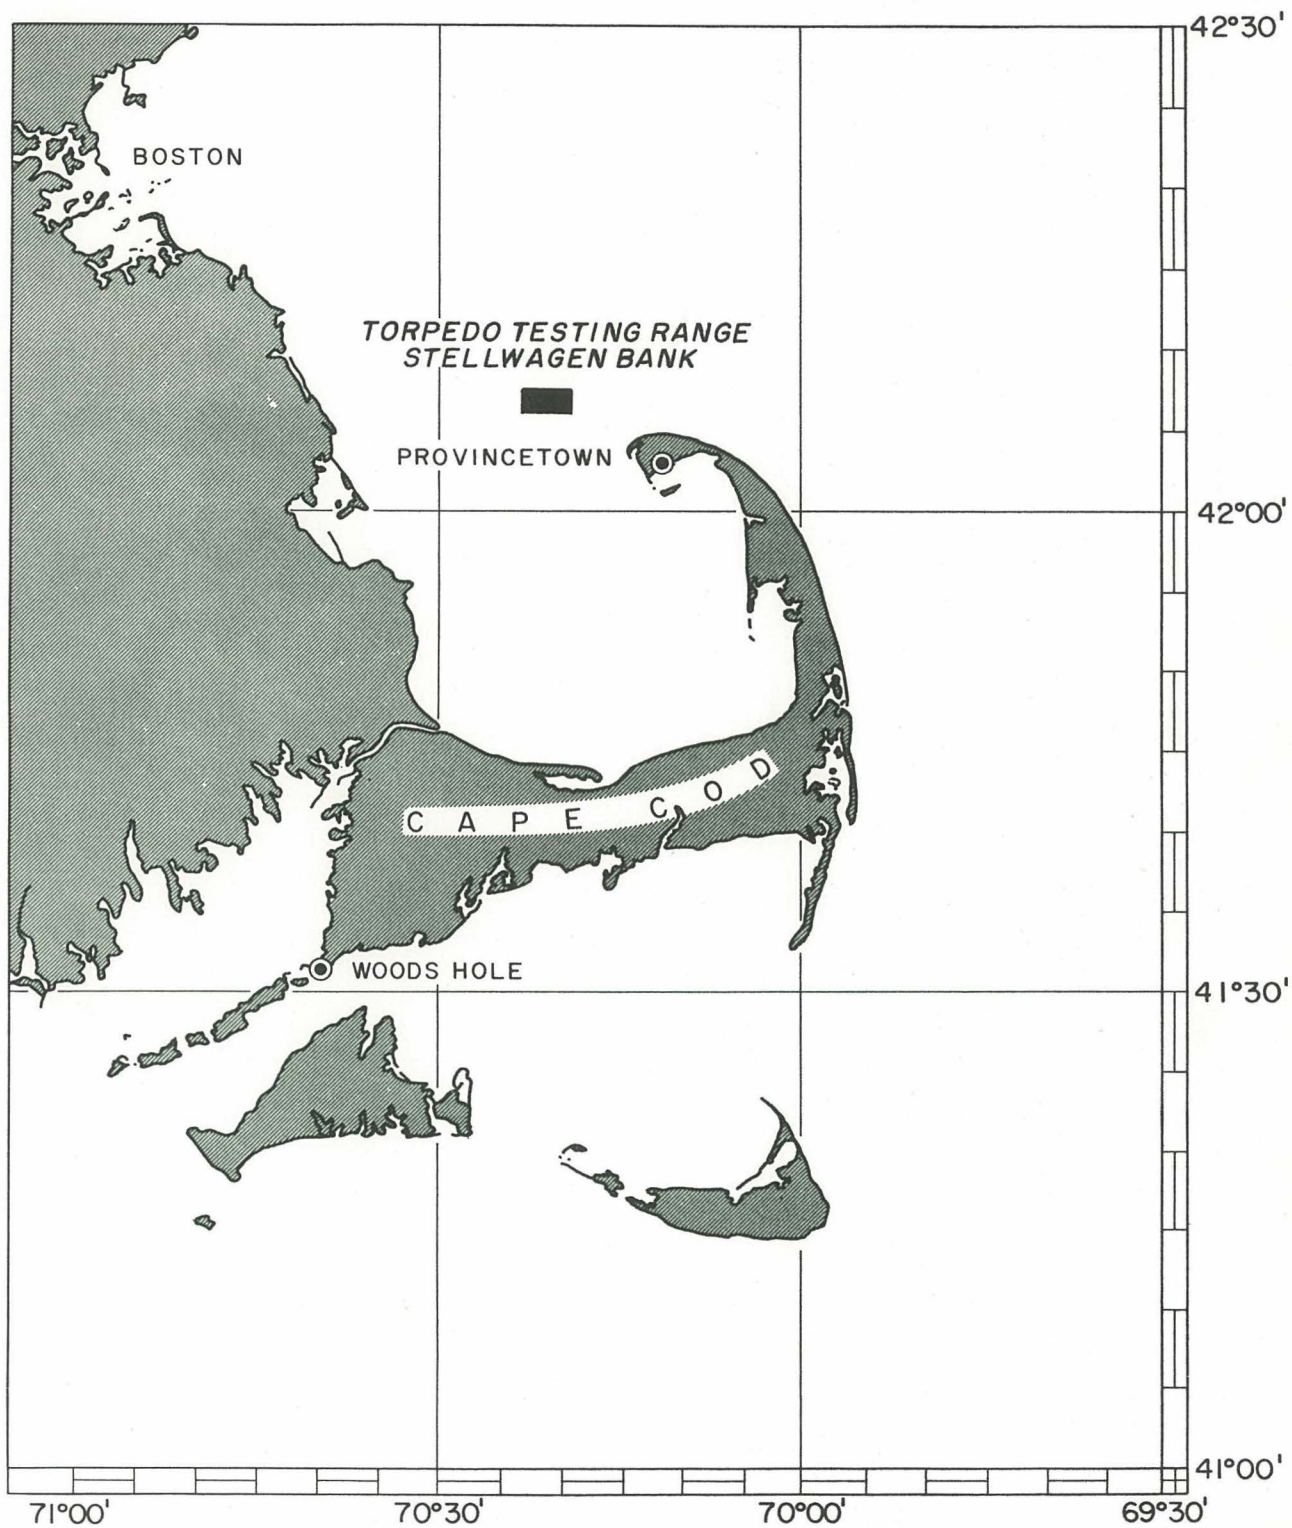 42°30'
BOSTON
TORPEDO TESTING RANGE
STELLWAGEN BANK
PROVINCETOWN
42°00'
CAPE COD
WOODS HOLE
41°30'
41°00'
71°00'
70°30'
70°00'
69°30'